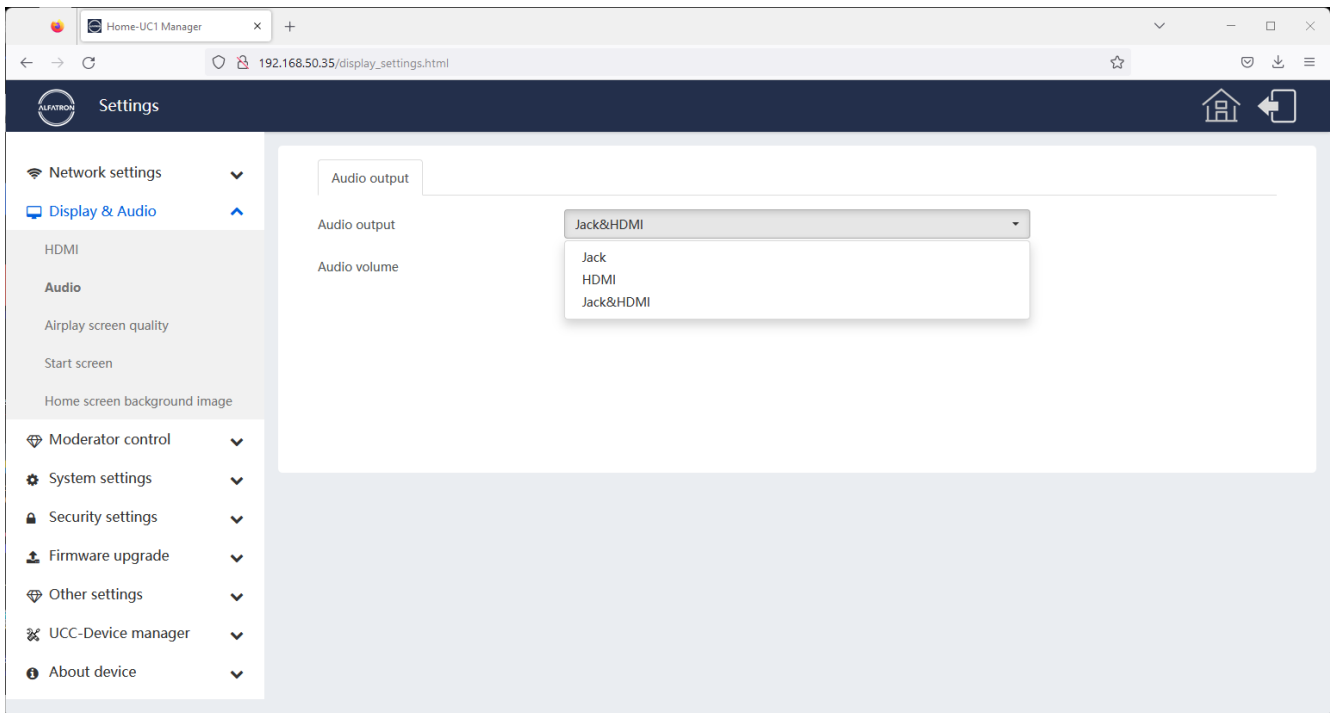 Home-UC1 Manager
192.168.50.35/display_settings.html
ALFATRON
Settings
Network settings
Display & Audio
HDMI
Audio
Airplay screen quality
Start screen
Home screen background image
Moderator control
System settings
Security settings
Firmware upgrade
Other settings
UCC-Device manager
About device
Audio output
Audio output
Jack&HDMI
Audio volume
Jack
HDMI
Jack&HDMI